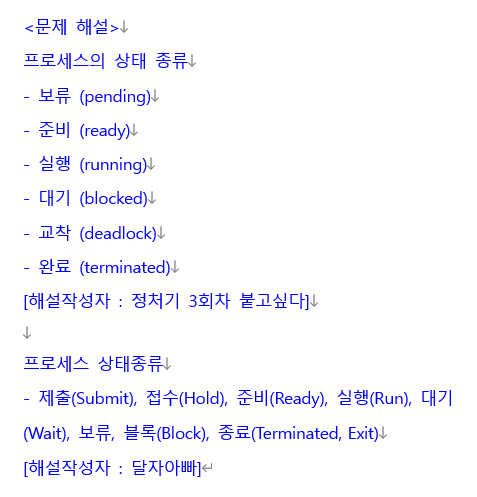 <문제 해설>↓
프로세스의 상태 종류↓
- 보류 (pending)↓
- 준비 (ready)↓
- 실행 (running)↓
- 대기 (blocked)↓
- 교착 (deadlock)↓
- 완료 (terminated)↓
[해설작성자 : 정처기 3회차 붙고싶다]↓
↓
프로세스 상태종류↓
- 제출(Submit), 접수(Hold), 준비(Ready), 실행(Run), 대기
(Wait), 보류, 블록(Block), 종료(Terminated, Exit)↓
[해설작성자 : 달자아빠]↵